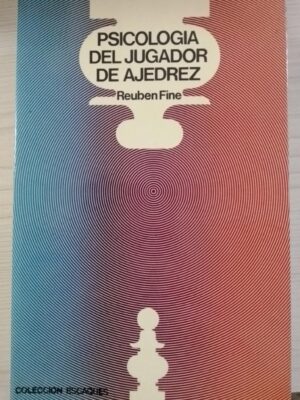 PSICOLOGIA
DEL JUGADOR
DE AJEDREZ
Reuben Fine
COLECCION ESCAQUES